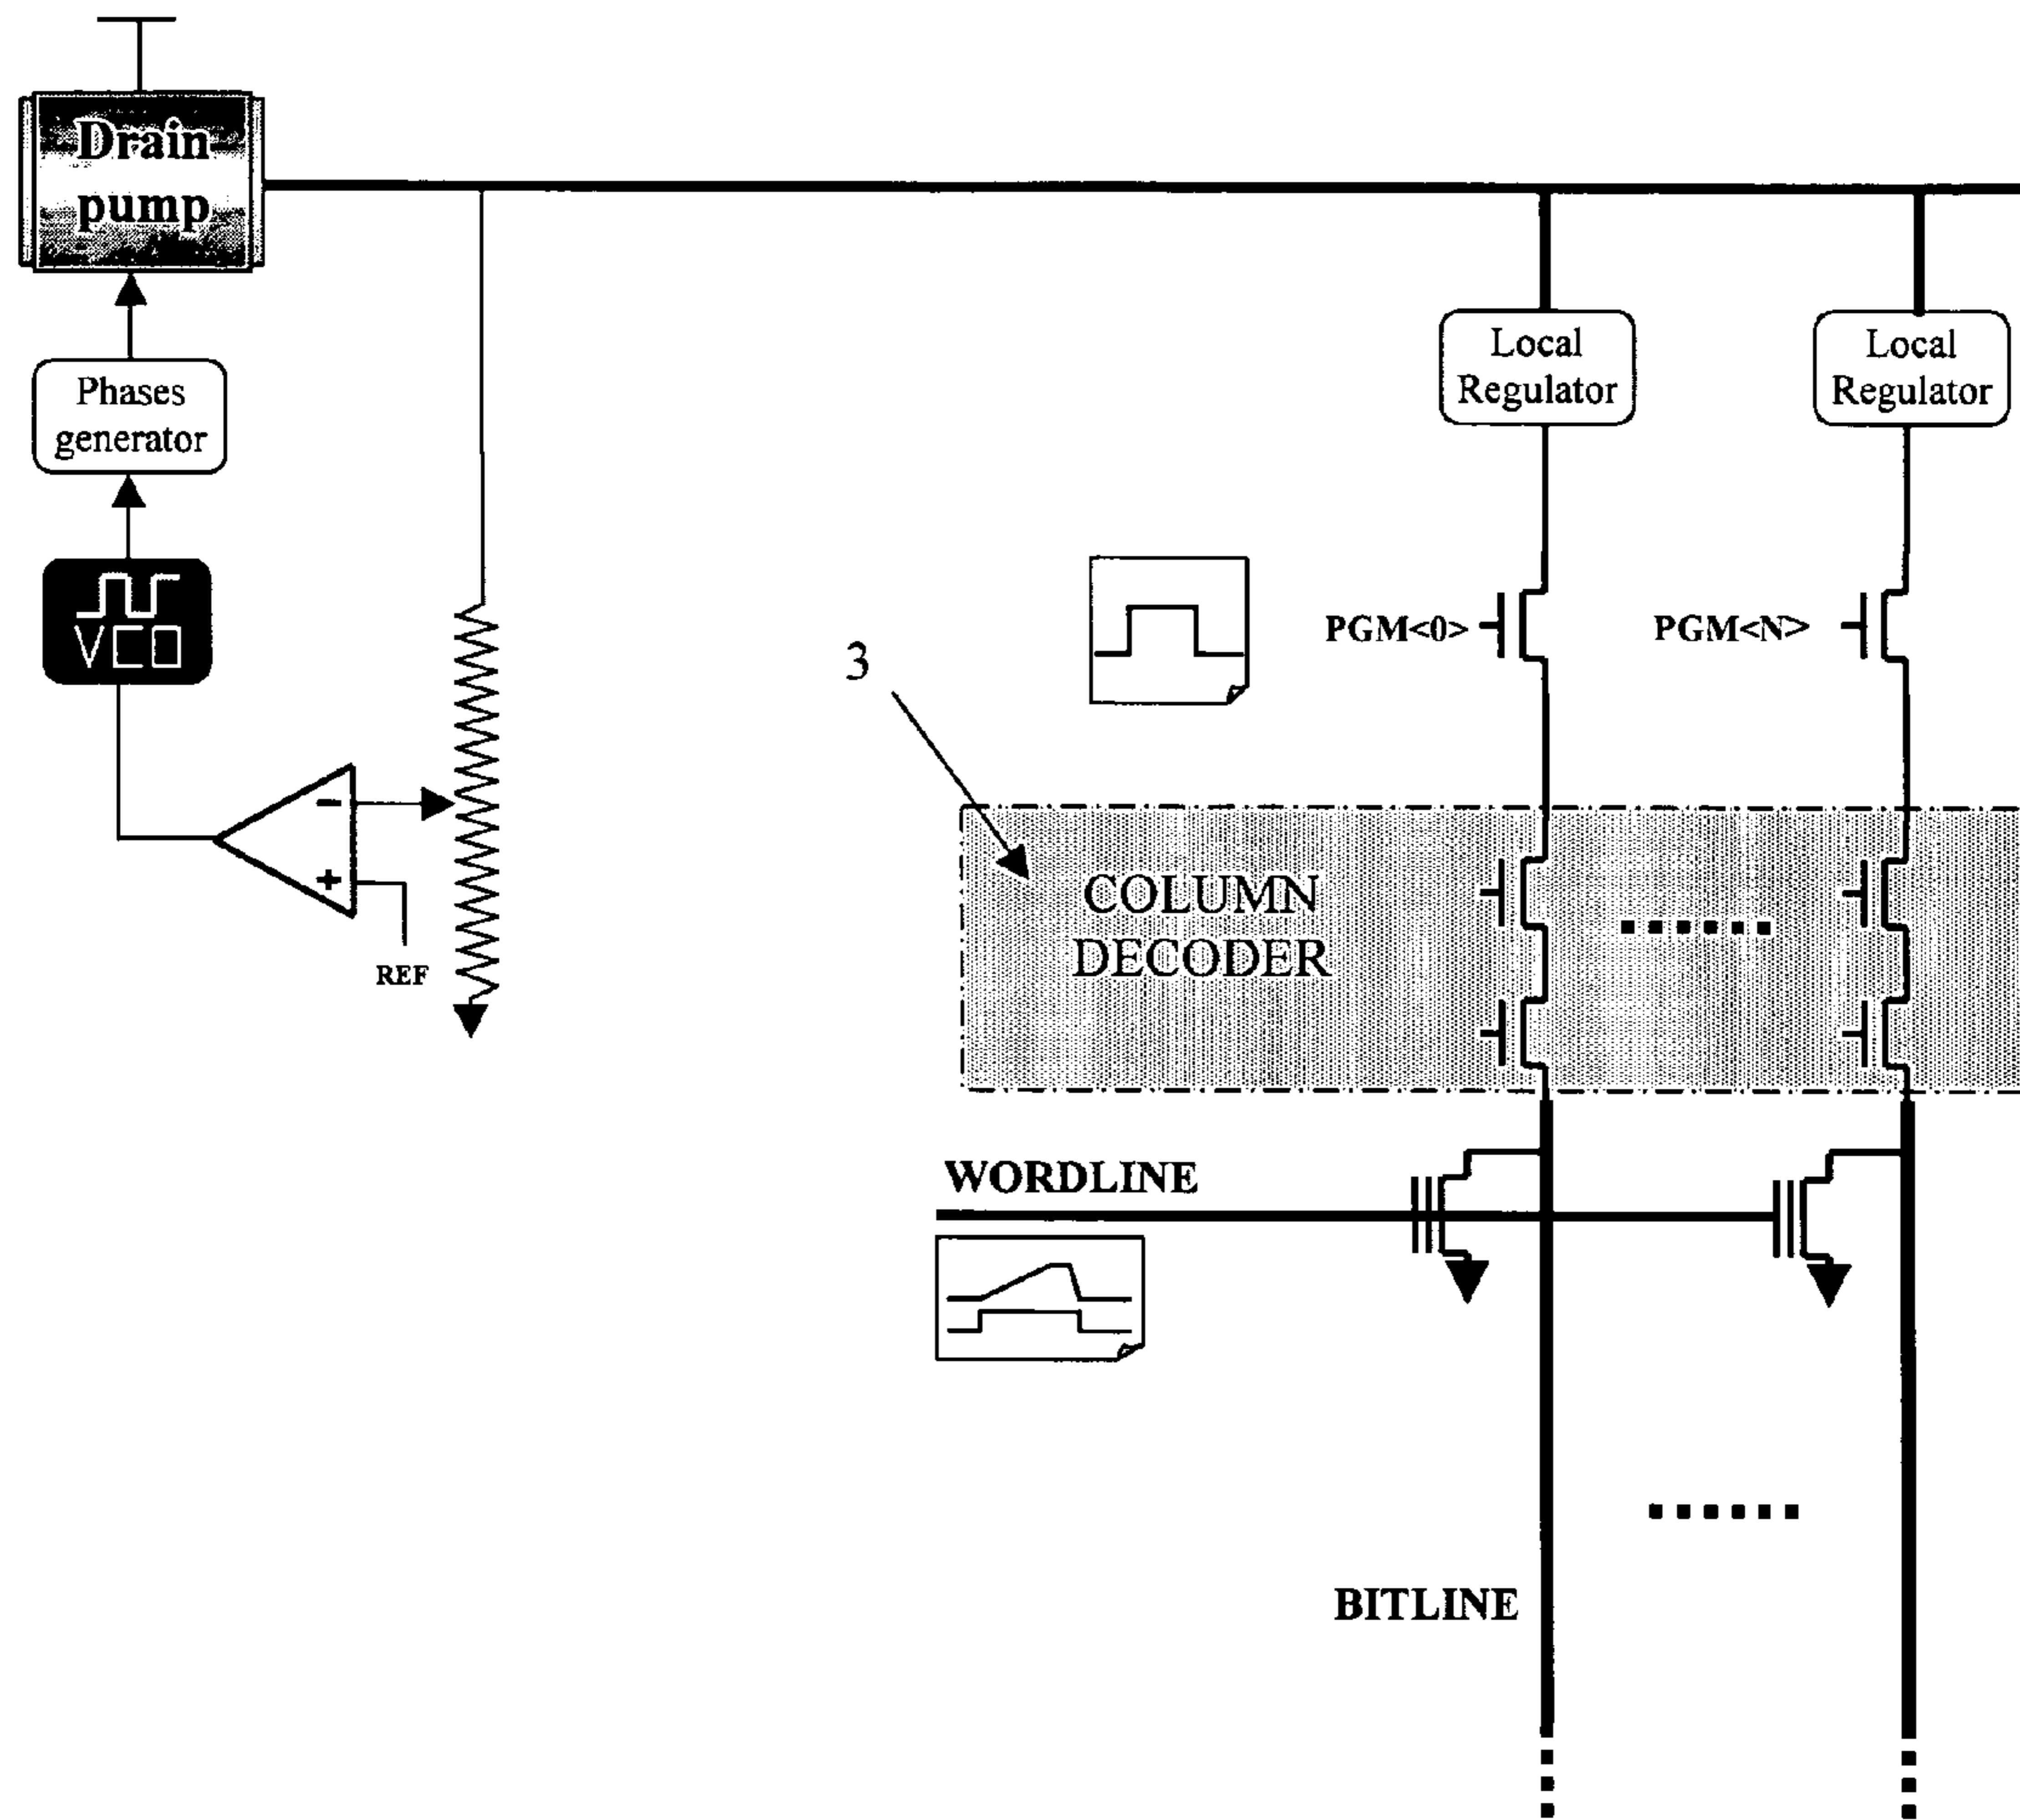 Drain
pump
Local
Regulator
Local
Regulator
Phases
generator
VCO
PGM<0>
PGM<N>
3
-
+
REF
COLUMN
DECODER
WORDLINE
BITLINE